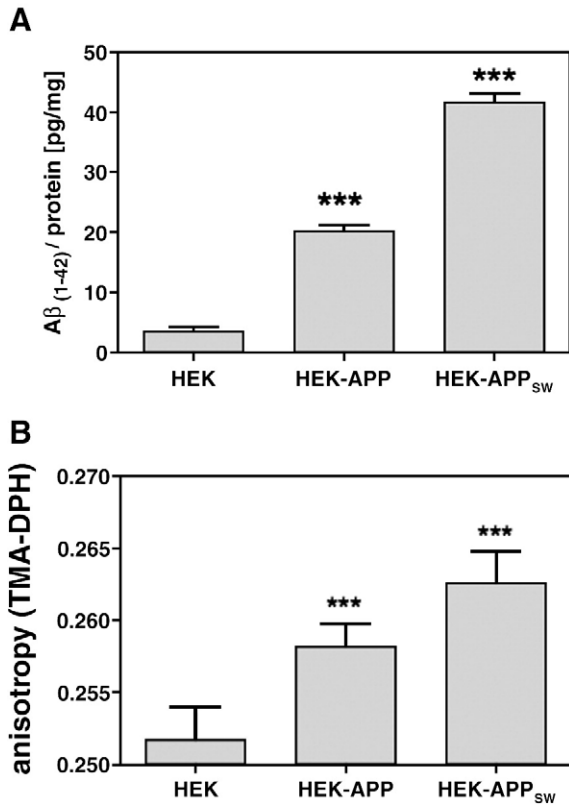 A
Aβ (1-42) / protein [pg/mg]
50
40
30
20
10
0
***
***
HEK
HEK-APP
HEK-APPsw
B
anisotropy (TMA-DPH)
0.270
0.265
0.260
0.255
0.250
***
***
HEK
HEK-APP
HEK-APPsw